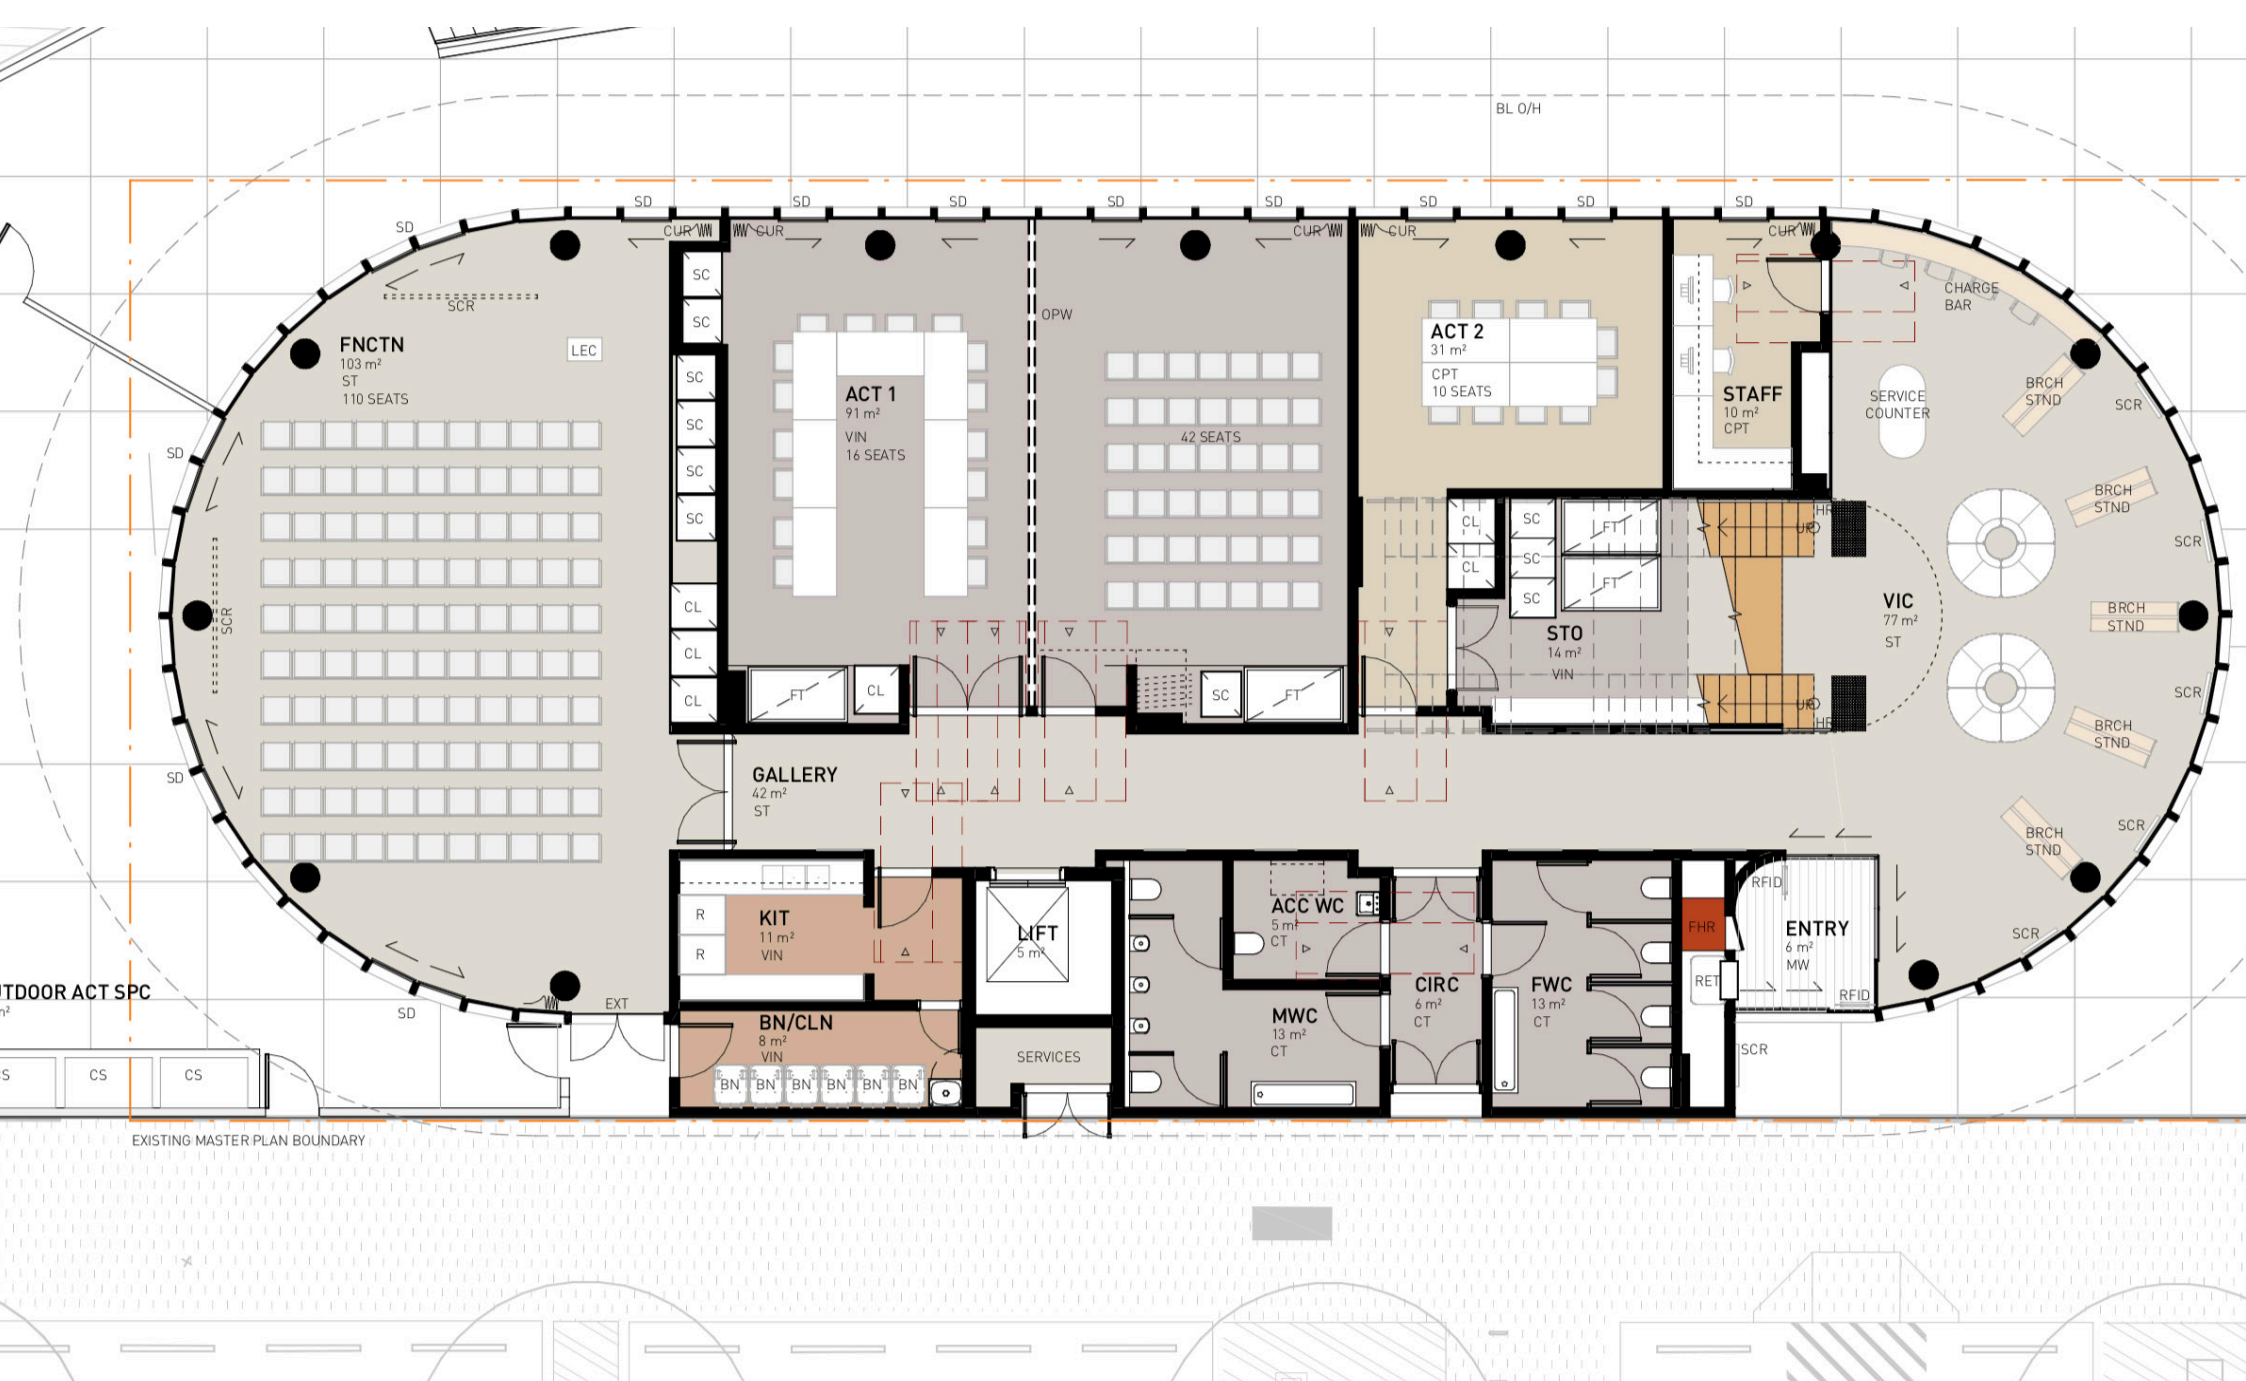 BL O/H
SD
SD
SD
SD
SD
SD
SD
SD
CUR
CUR
CUR
CUR
CUR
SCR
FNCTN
103 m²
ST
110 SEATS
LEC
SC
SC
SC
SC
SC
SC
CL
CL
CL
ACT 1
91 m²
VIN
16 SEATS
OPW
42 SEATS
FT
CL
SC
FT
ACT 2
31 m²
CPT
10 SEATS
STAFF
10 m²
CPT
CHARGE
BAR
SERVICE
COUNTER
BRCH
STND
SCR
BRCH
STND
SCR
BRCH
STND
SCR
BRCH
STND
SCR
BRCH
STND
SCR
CL
CL
SC
SC
SC
FT
FT
STO
14 m²
VIN
UP
HR
UP
HR
VIC
77 m²
ST
SD
SCR
SD
SD
GALLERY
42 m²
ST
KIT
11 m²
VIN
R
R
LIFT
5 m²
ACC WC
5 m²
CT
CIRC
6 m²
CT
MWC
13 m²
CT
FWC
13 m²
CT
FHR
RET
RFID
ENTRY
6 m²
MW
RFID
SCR
EXT
BN/CLN
8 m²
VIN
BN
BN
BN
BN
BN
BN
SERVICES
TDOOR ACT SPC
m²
CS
CS
CS
EXISTING MASTER PLAN BOUNDARY